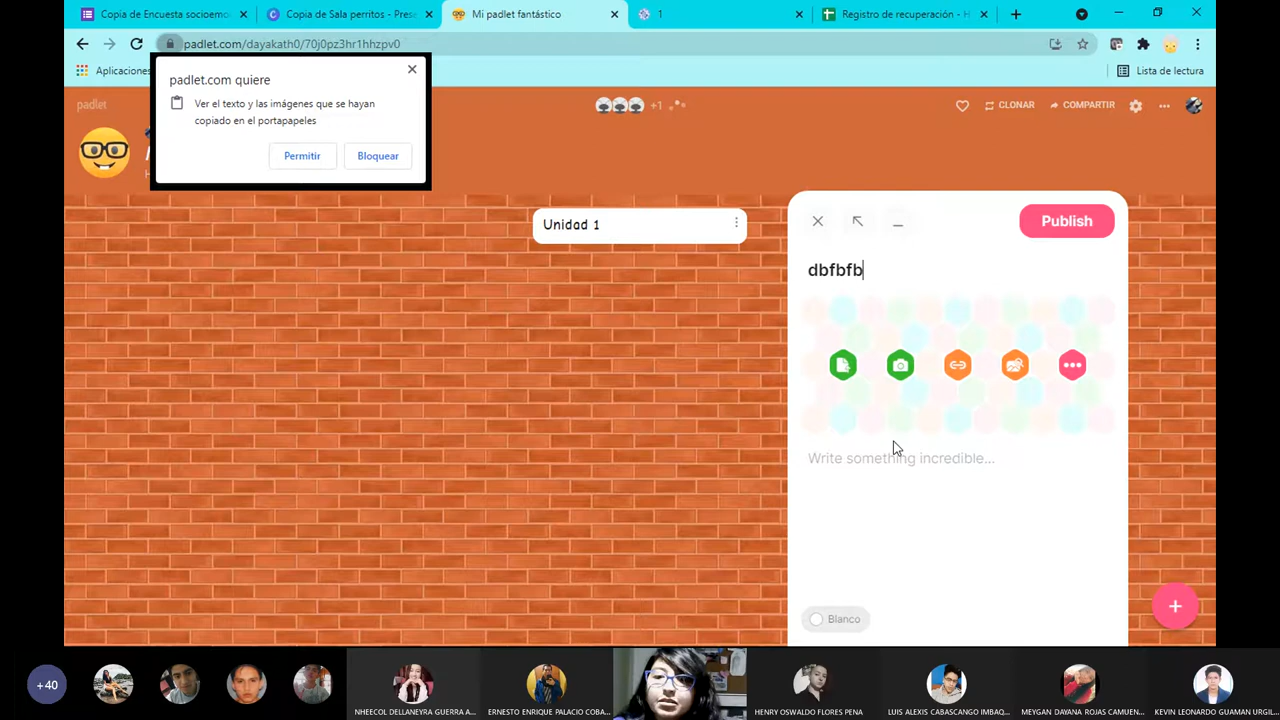 Copia de Encuesta socioemo
Copia de Sala perritos - Prese
Mi padlet fantástico
1
Registro de recuperación - H
padlet.com/dayakath0/70j0pz3hr1hhzpv0
Aplicaciones
Lista de lectura
padlet.com quiere
Ver el texto y las imágenes que se hayan
copiado en el portapapeles
Permitir
Bloquear
padlet
+1
CLONAR
COMPARTIR
Unidad 1
Publish
dbfbfb
Write something incredible...
Blanco
+40
NHEECOL DELLANEYRA GUERRA A...
ERNESTO ENRIQUE PALACIO COBA...
HENRY OSWALDO FLORES PENA
LUIS ALEXIS CABASCANGO IMBAQ...
MEYGAN DAYANA ROJAS CAMUEN...
KEVIN LEONARDO GUAMAN URGIL...